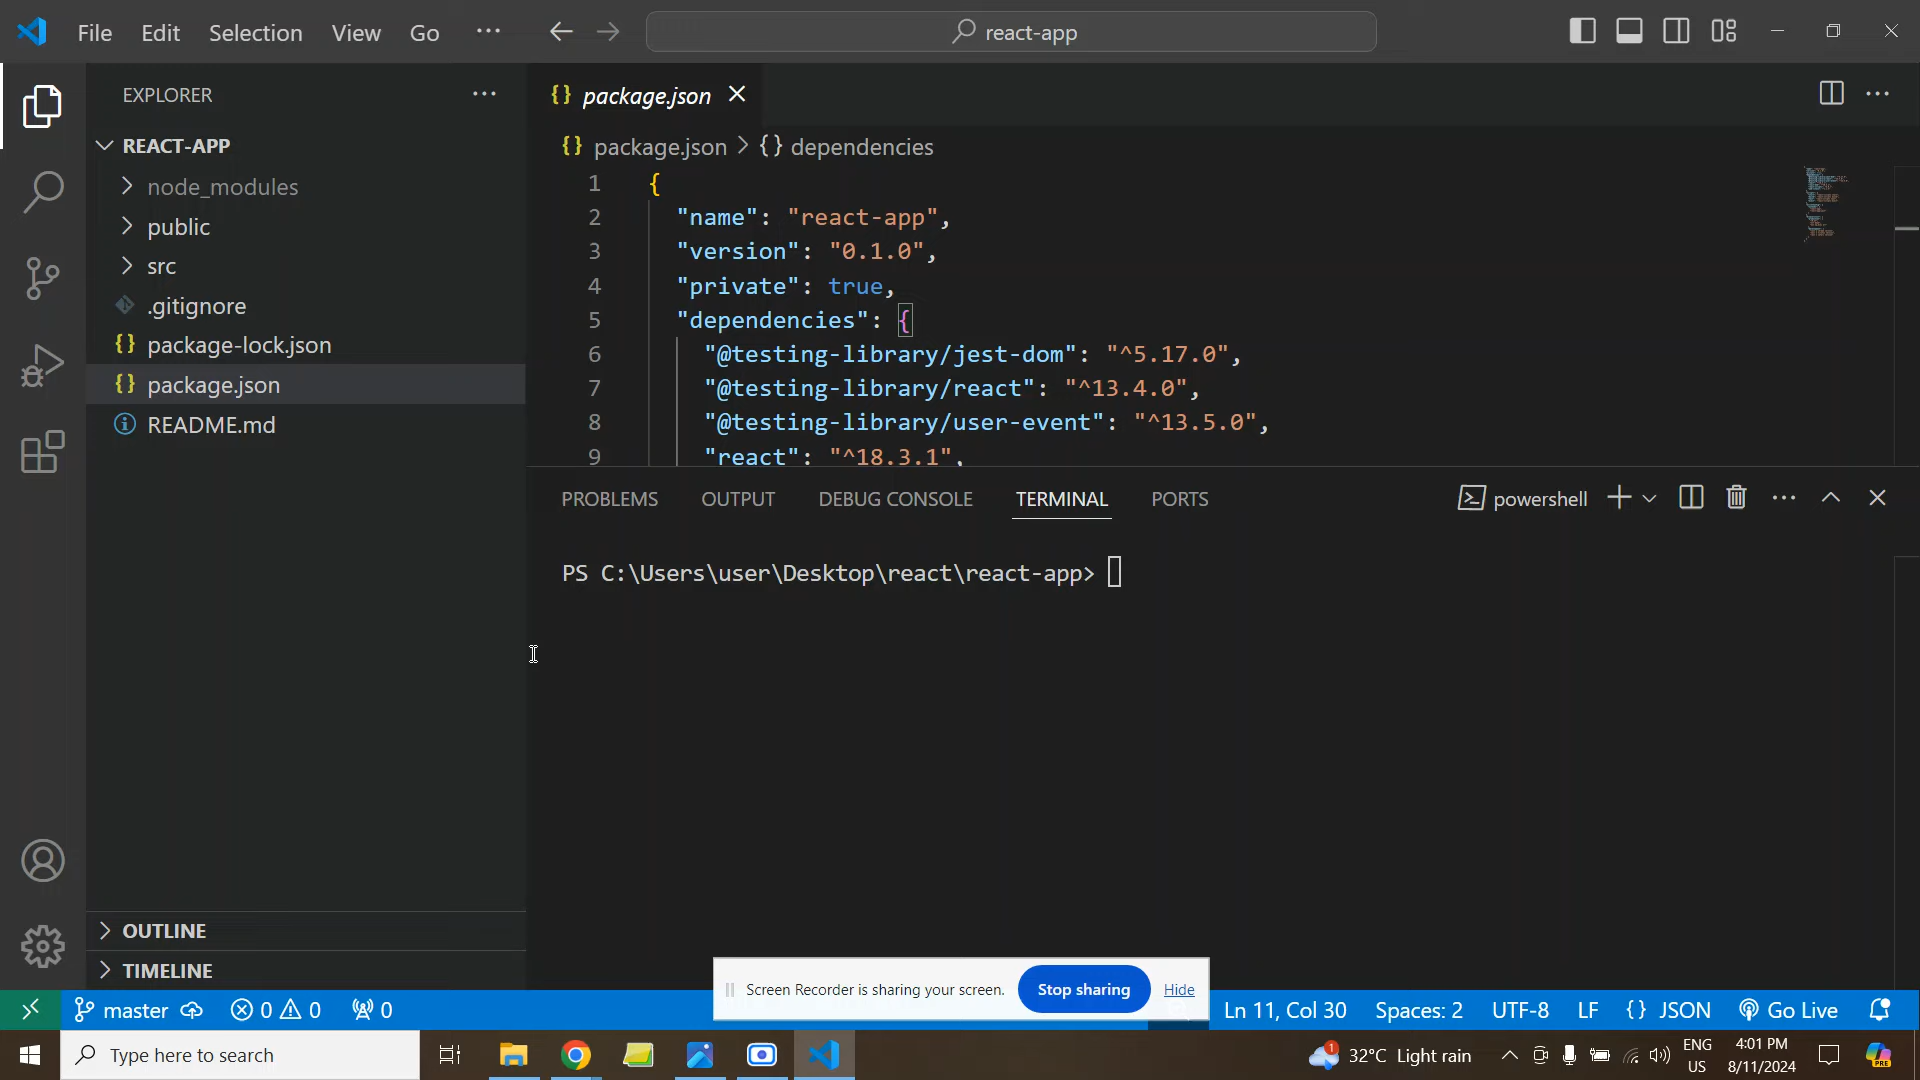 File Edit Selection View Go ··· react-app
EXPLORER ···
REACT-APP
node_modules
public
src
.gitignore
{} package-lock.json
{} package.json
README.md
OUTLINE
TIMELINE
{} package.json
{} package.json > {} dependencies
1 {
2 "name": "react-app",
3 "version": "0.1.0",
4 "private": true,
5 "dependencies": {
6 "@testing-library/jest-dom": "^5.17.0",
7 "@testing-library/react": "^13.4.0",
8 "@testing-library/user-event": "^13.5.0",
9 "react": "^18.3.1",
PROBLEMS OUTPUT DEBUG CONSOLE TERMINAL PORTS powershell
PS C:\Users\user\Desktop\react\react-app>
Screen Recorder is sharing your screen. Stop sharing Hide
master 0 0 0 Ln 11, Col 30 Spaces: 2 UTF-8 LF {} JSON Go Live
Type here to search 1 32°C Light rain ENG US 4:01 PM 8/11/2024 PRE